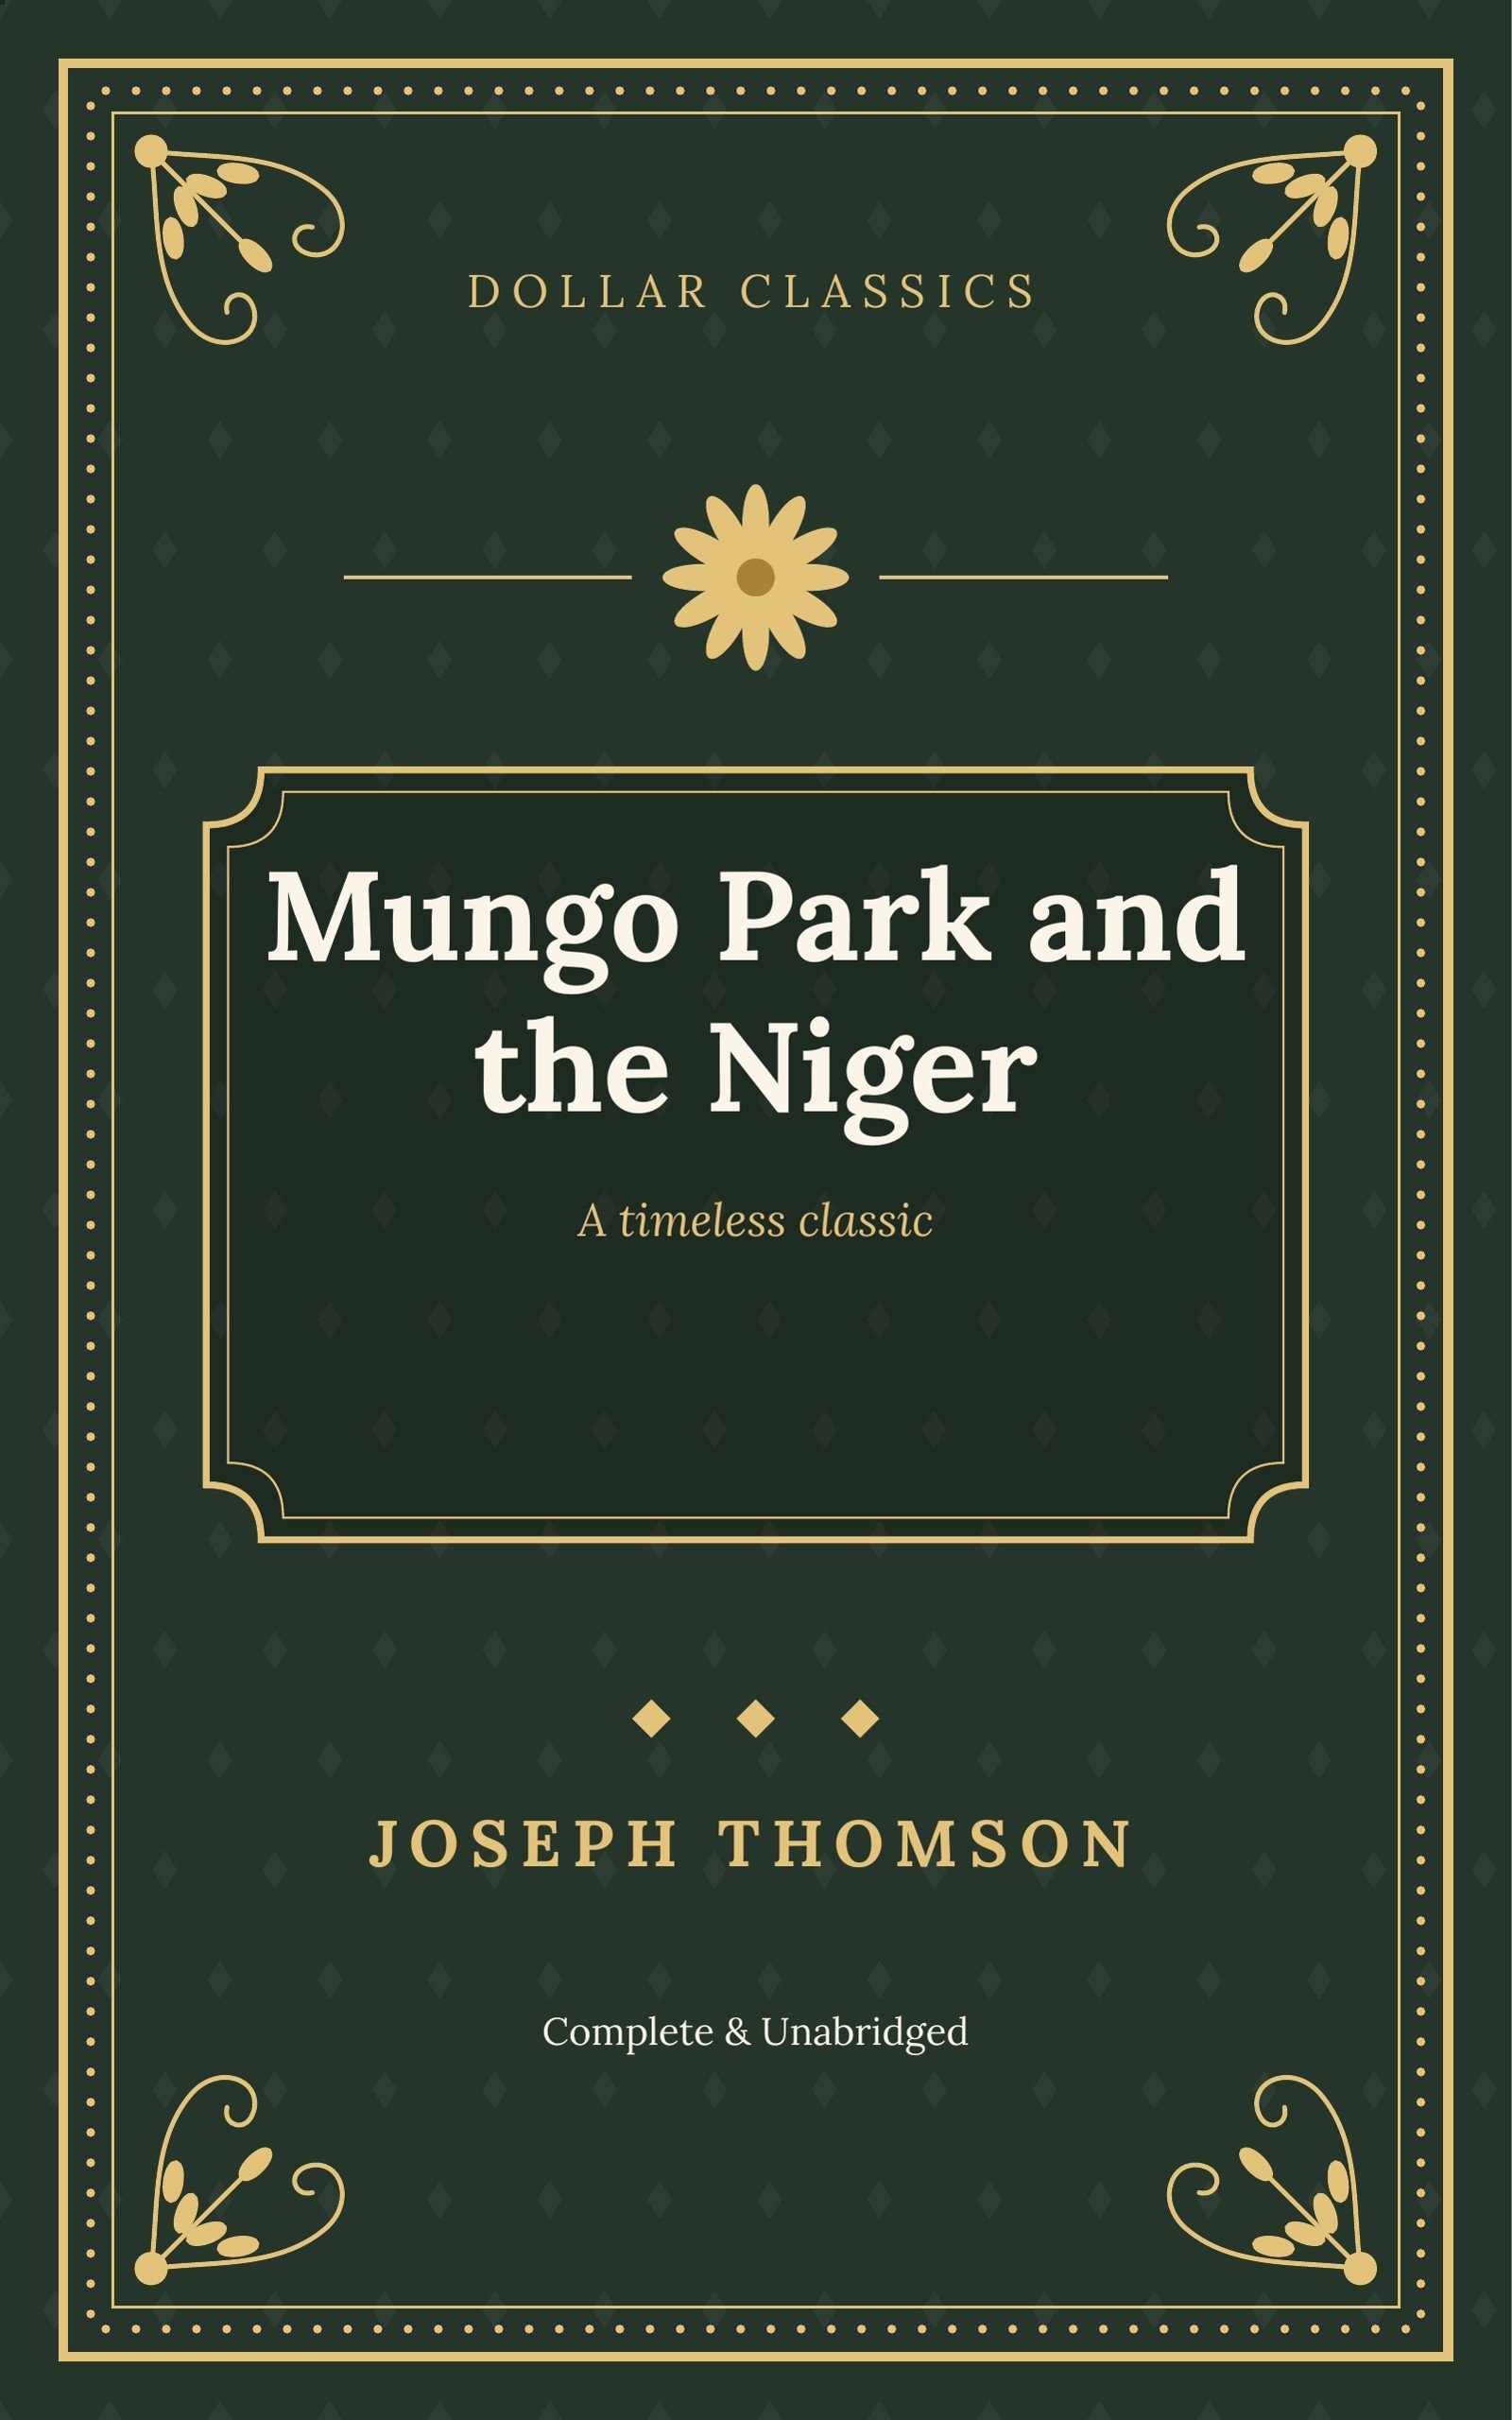 DOLLAR CLASSICS
Mungo Park and
the Niger
A timeless classic
JOSEPH THOMSON
Complete & Unabridged